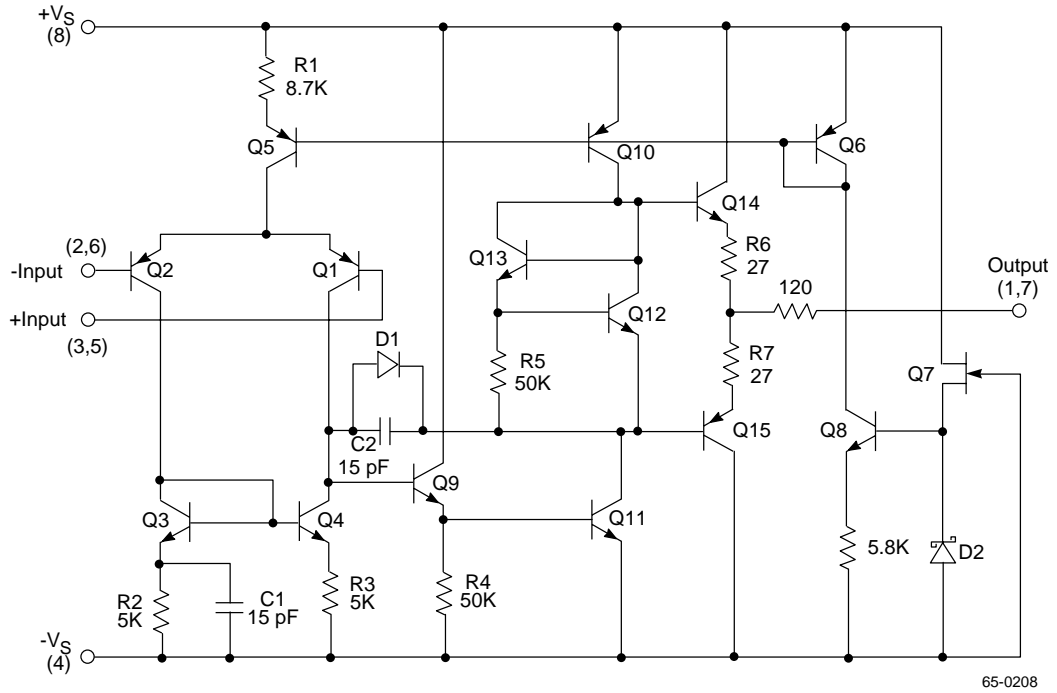 +VS
(8)
R1
8.7K
Q5
Q10
Q6
Q14
(2,6)
-Input
Q2
Q1
Q13
R6
27
Output
(1,7)
120
+Input
(3,5)
Q12
D1
R5
50K
R7
27
Q7
C2
15 pF
Q15
Q8
Q9
Q3
Q4
Q11
5.8K
D2
R2
5K
C1
15 pF
R3
5K
R4
50K
-VS
(4)
65-0208